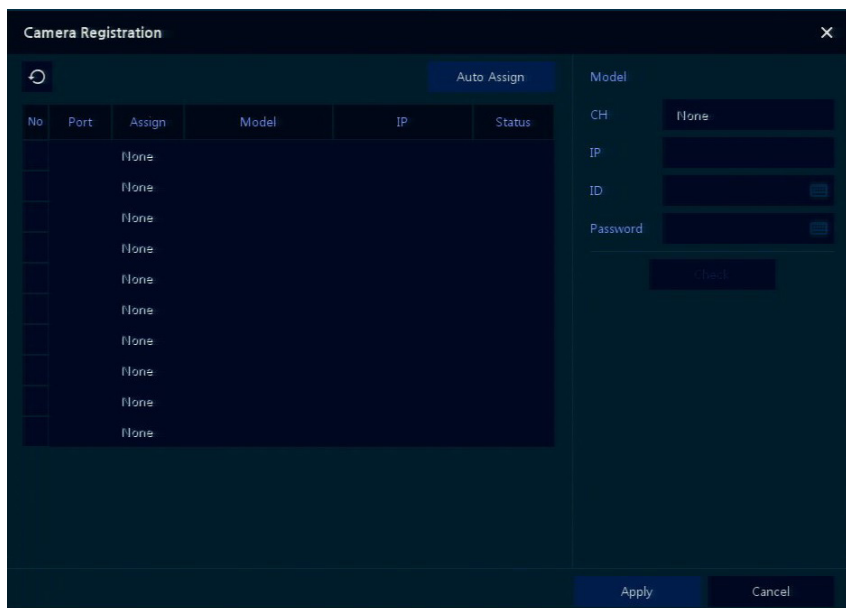 Camera Registration
Auto Assign
Model
No Port Assign Model IP Status
CH None
IP
ID
Password
Check
None
None
None
None
None
None
None
None
None
None
Apply Cancel